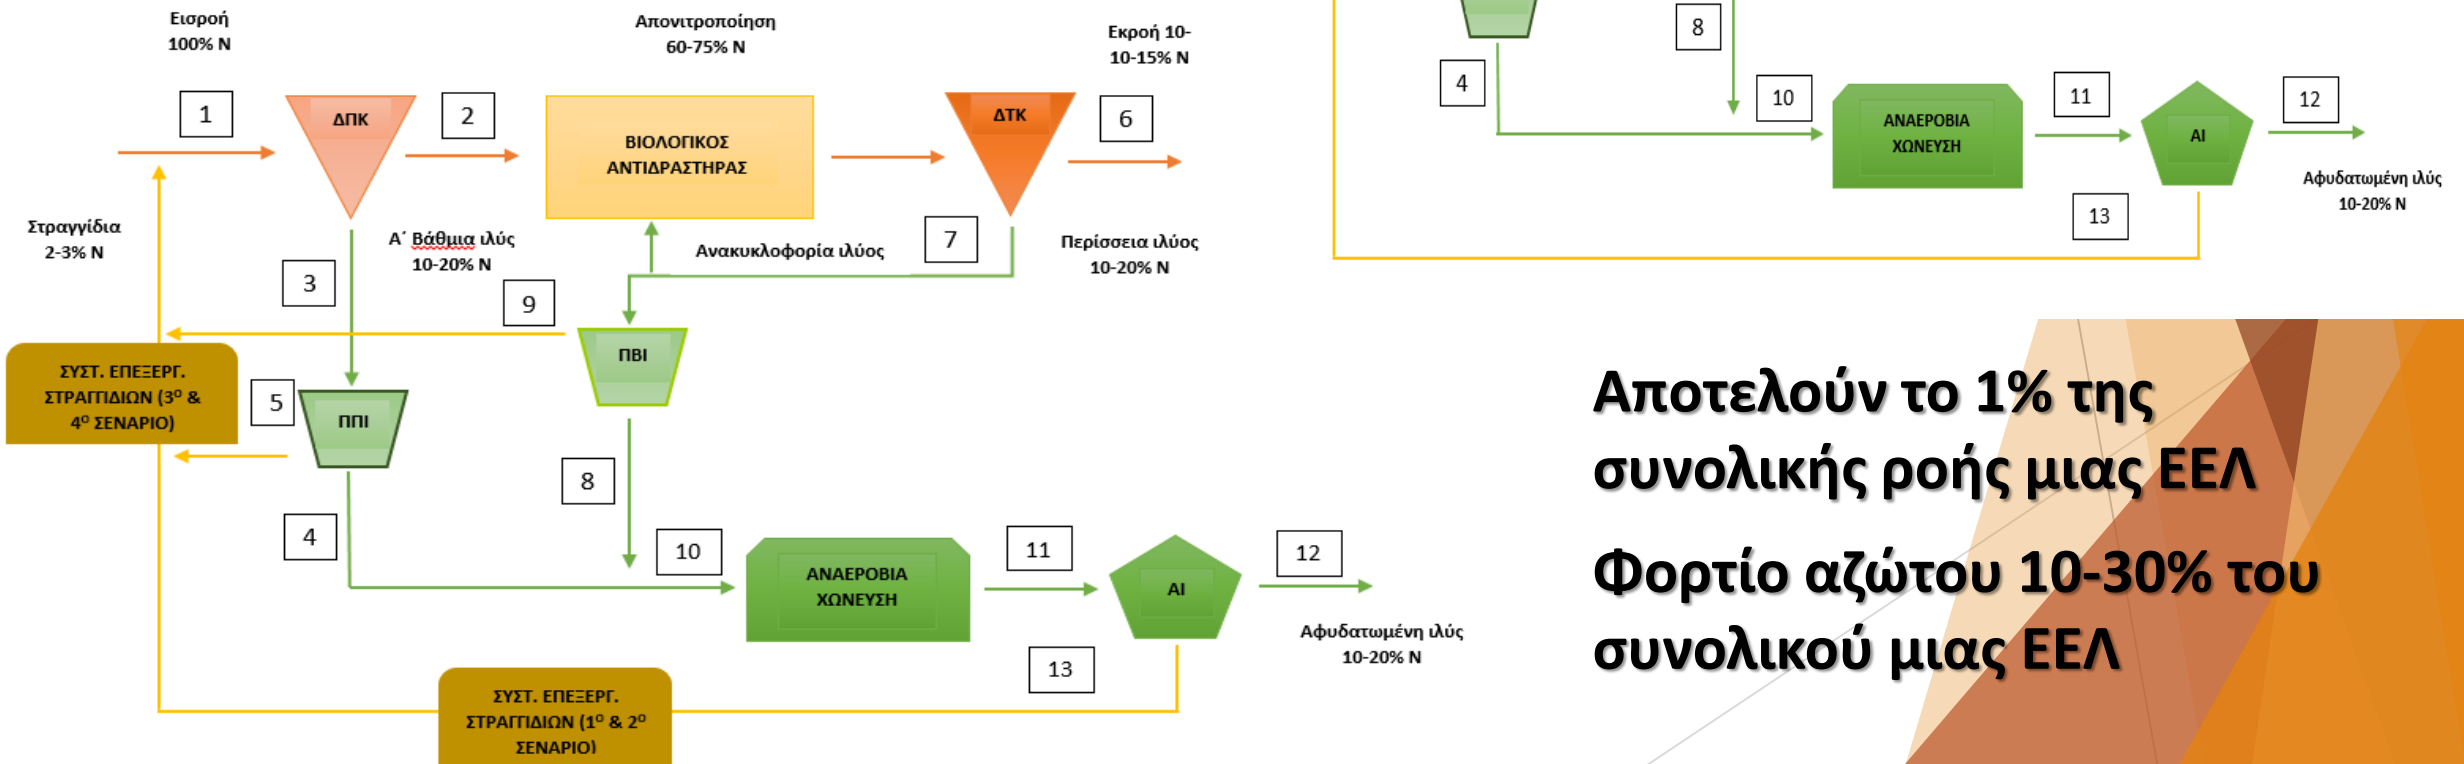 Εισροή
100% N
Απονιτροποίηση
60-75% N
Εκροή 10-
10-15% N
1
ΔΠΚ
2
ΒΙΟΛΟΓΙΚΟΣ
ΑΝΤΙΔΡΑΣΤΗΡΑΣ
ΔΤΚ
6
Στραγγίδια
2-3% N
3
Α΄ Βάθμια ιλύς
10-20% N
Ανακυκλοφορία ιλύος
7
Περίσσεια ιλύος
10-20% N
9
ΣΥΣΤ. ΕΠΕΞΕΡΓ.
ΣΤΡΑΓΓΙΔΙΩΝ (3Ο &
4Ο ΣΕΝΑΡΙΟ)
5
ΠΠΙ
ΠΒΙ
8
4
10
ΑΝΑΕΡΟΒΙΑ
ΧΩΝΕΥΣΗ
11
ΑΙ
12
Αφυδατωμένη ιλύς
10-20% N
13
ΣΥΣΤ. ΕΠΕΞΕΡΓ.
ΣΤΡΑΓΓΙΔΙΩΝ (1Ο & 2Ο
ΣΕΝΑΡΙΟ)
8
4
10
ΑΝΑΕΡΟΒΙΑ
ΧΩΝΕΥΣΗ
11
ΑΙ
12
Αφυδατωμένη ιλύς
10-20% N
13
Αποτελούν το 1% της
συνολικής ροής μιας ΕΕΛ
Φορτίο αζώτου 10-30% του
συνολικού μιας ΕΕΛ